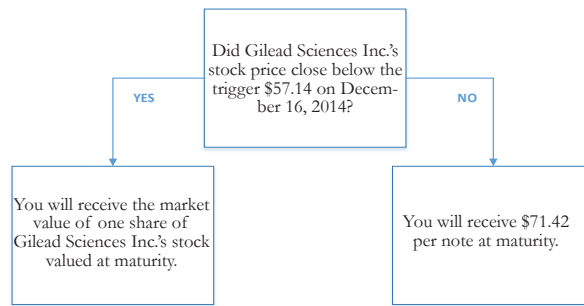 Did Gilead Sciences Inc.'s
stock price close below the
trigger $57.14 on Decem-
ber 16, 2014?
YES
NO
You will receive the market
value of one share of
Gilead Sciences Inc.'s stock
valued at maturity.
You will receive $71.42
per note at maturity.